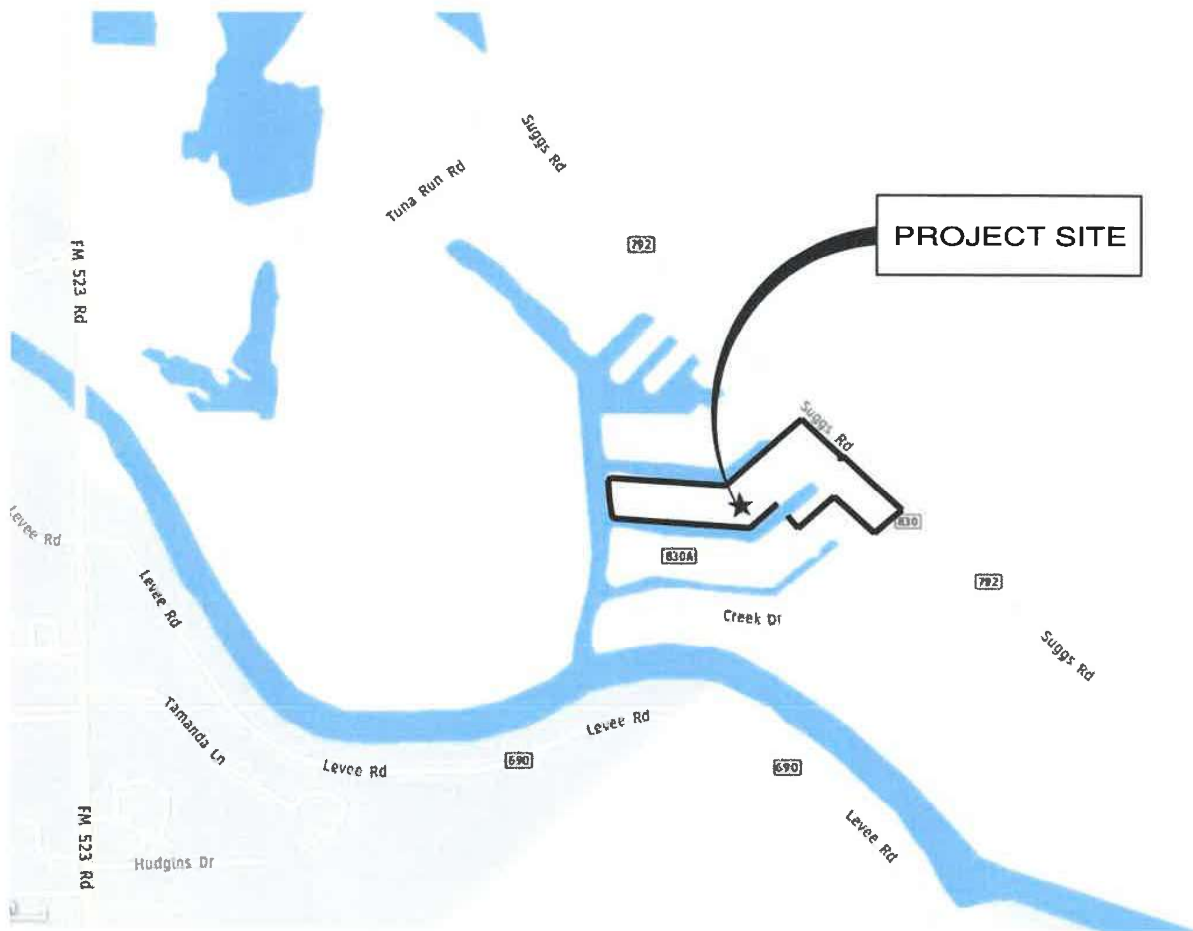 Suggs Rd
Tuna Run Rd
792
PROJECT SITE
FM 523 Rd
Suggs Rd
Levee Rd
830
830A
Levee Rd
792
Creek Dr
Suggs Rd
Tamanda Ln
Levee Rd
Levee Rd
690
690
FM 523 Rd
Levee Rd
Hudgins Dr